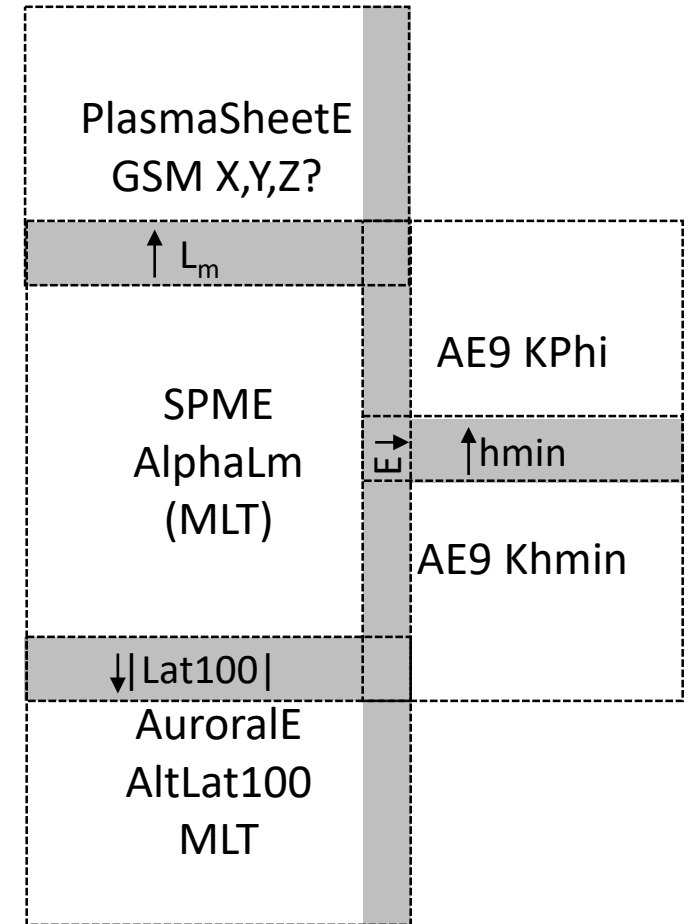 PlasmaSheetE
GSM X,Y,Z?
↑ Lₘ
AE9 KPhi
SPME
AlphaLm
(MLT)
E→
↑hmin
AE9 Khmin
↓|Lat100|
AuroralE
AltLat100
MLT